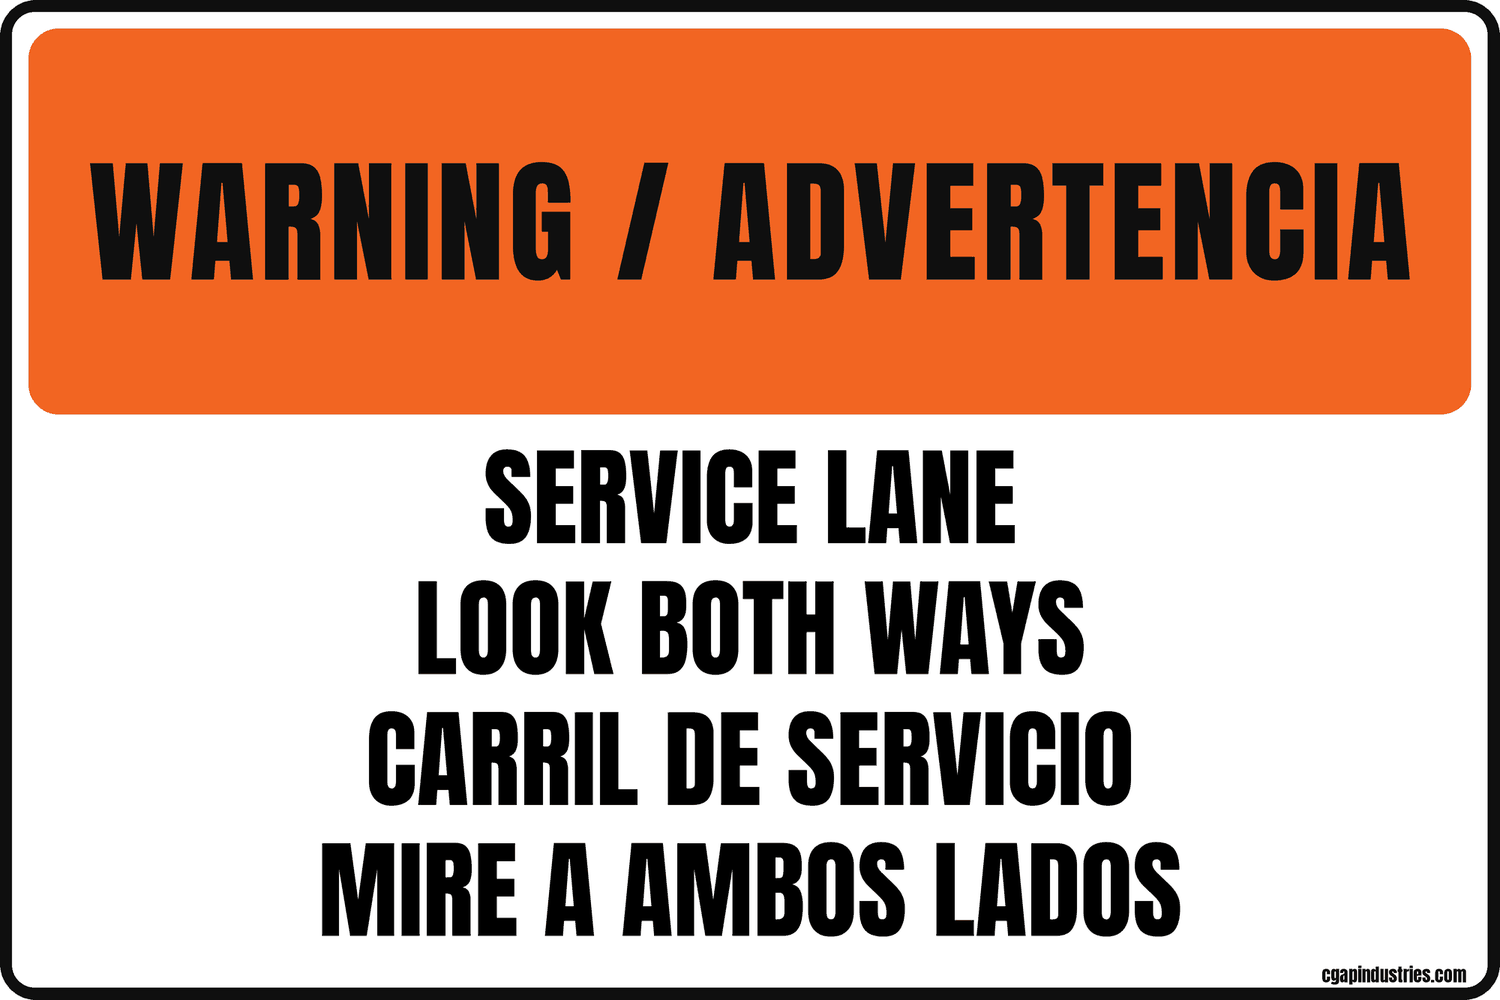 WARNING / ADVERTENCIA
SERVICE LANE
LOOK BOTH WAYS
CARRIL DE SERVICIO
MIRE A AMBOS LADOS
cgapindustries.com